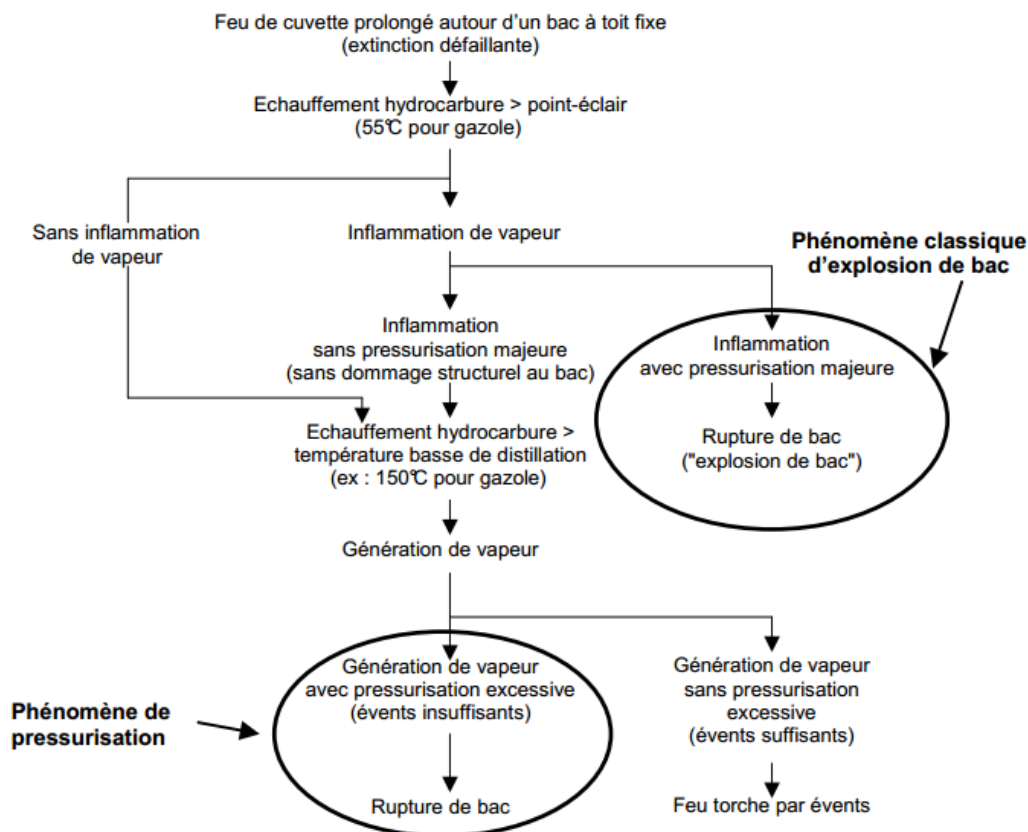 Feu de cuvette prolongé autour d'un bac à toit fixe
(extinction défaillante)
Echauffement hydrocarbure > point-éclair
(55°C pour gazole)
Sans inflammation
de vapeur
Inflammation de vapeur
Phénomène classique
d'explosion de bac
Inflammation
sans pressurisation majeure
(sans dommage structurel au bac)
Inflammation
avec pressurisation majeure
Rupture de bac
("explosion de bac")
Echauffement hydrocarbure >
température basse de distillation
(ex : 150°C pour gazole)
Génération de vapeur
Génération de vapeur
avec pressurisation excessive
(évents insuffisants)
Génération de vapeur
sans pressurisation
excessive
(évents suffisants)
Phénomène de
pressurisation
Rupture de bac
Feu torche par évents